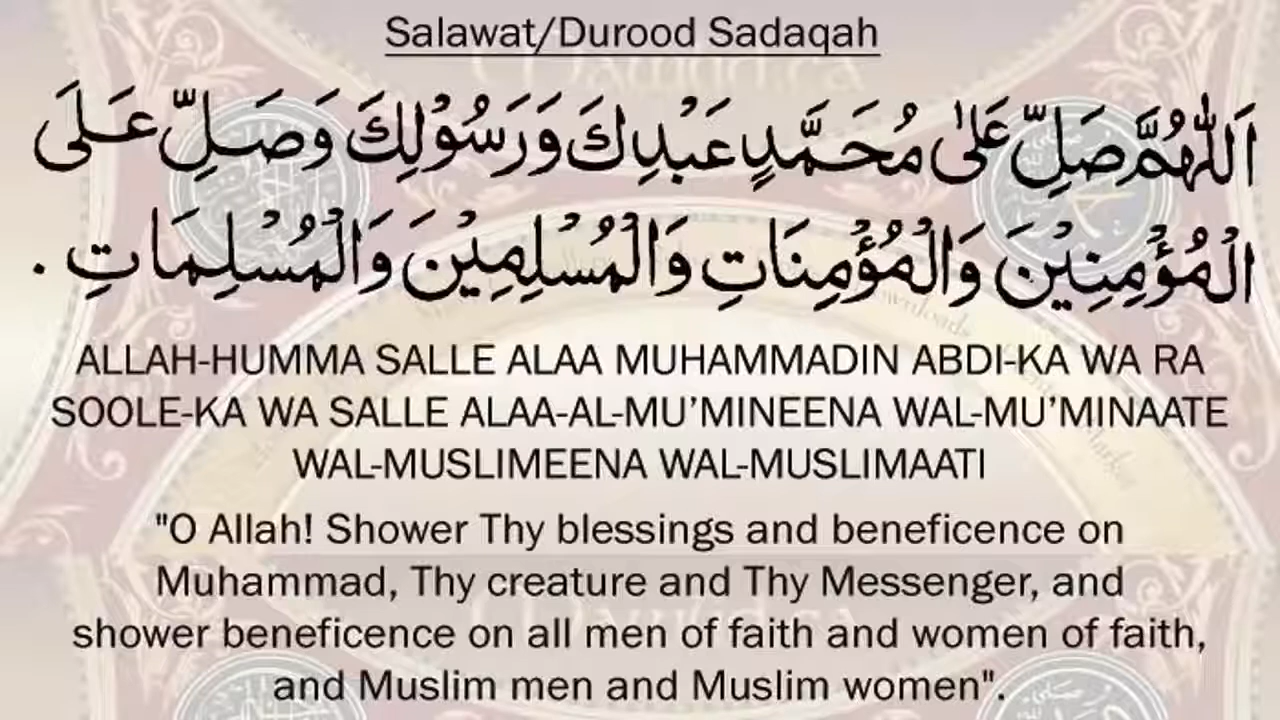 Salawat/Durood Sadaqah
اَللّٰهُمَّ صَلِّ عَلٰى مُحَمَّدٍ عَبْدِكَ وَرَسُوْلِكَ وَصَلِّ عَلَى
الْمُؤْمِنِيْنَ وَالْمُؤْمِنَاتِ وَالْمُسْلِمِيْنَ وَالْمُسْلِمَاتِ .
ALLAH-HUMMA SALLE ALAA MUHAMMADIN ABDI-KA WA RA
SOOLE-KA WA SALLE ALAA-AL-MU’MINEENA WAL-MU’MINAATE
WAL-MUSLIMEENA WAL-MUSLIMAATI
"O Allah! Shower Thy blessings and beneficence on
Muhammad, Thy creature and Thy Messenger, and
shower beneficence on all men of faith and women of faith,
and Muslim men and Muslim women".